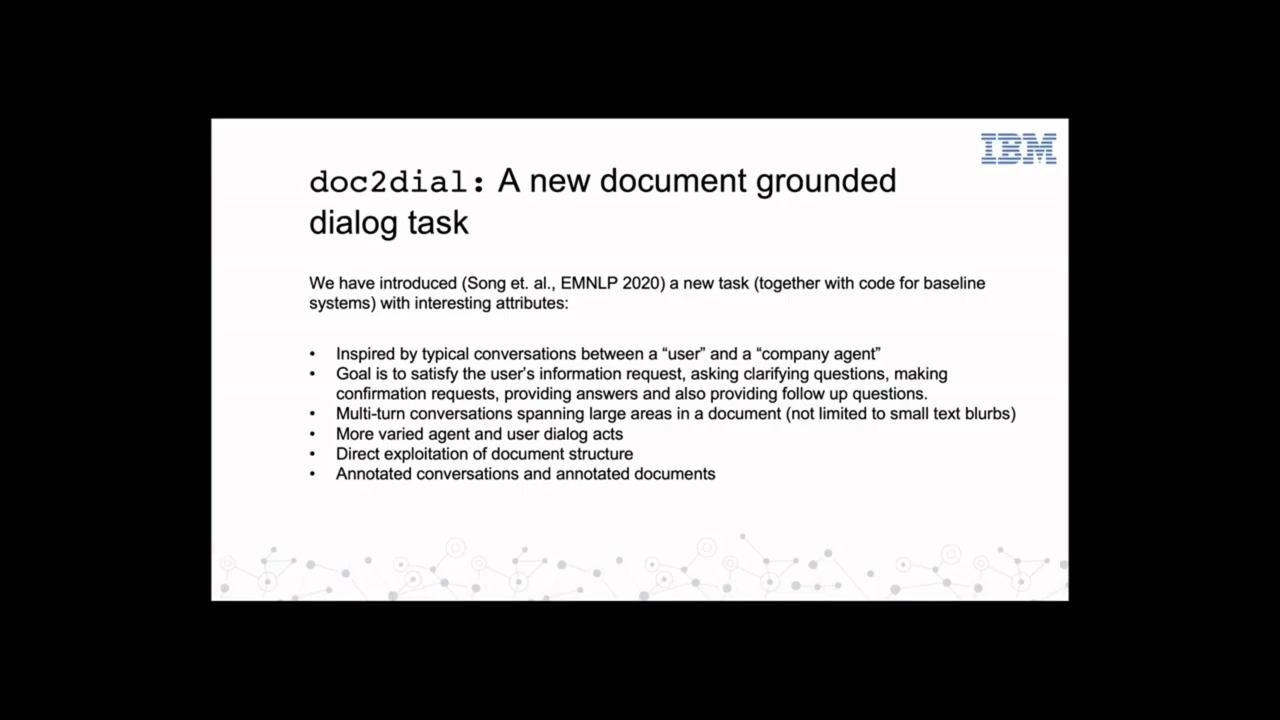 IBM
doc2dial: A new document grounded
dialog task
We have introduced (Song et. al., EMNLP 2020) a new task (together with code for baseline
systems) with interesting attributes:
• Inspired by typical conversations between a “user” and a “company agent”
• Goal is to satisfy the user’s information request, asking clarifying questions, making
confirmation requests, providing answers and also providing follow up questions.
• Multi-turn conversations spanning large areas in a document (not limited to small text blurbs)
• More varied agent and user dialog acts
• Direct exploitation of document structure
• Annotated conversations and annotated documents